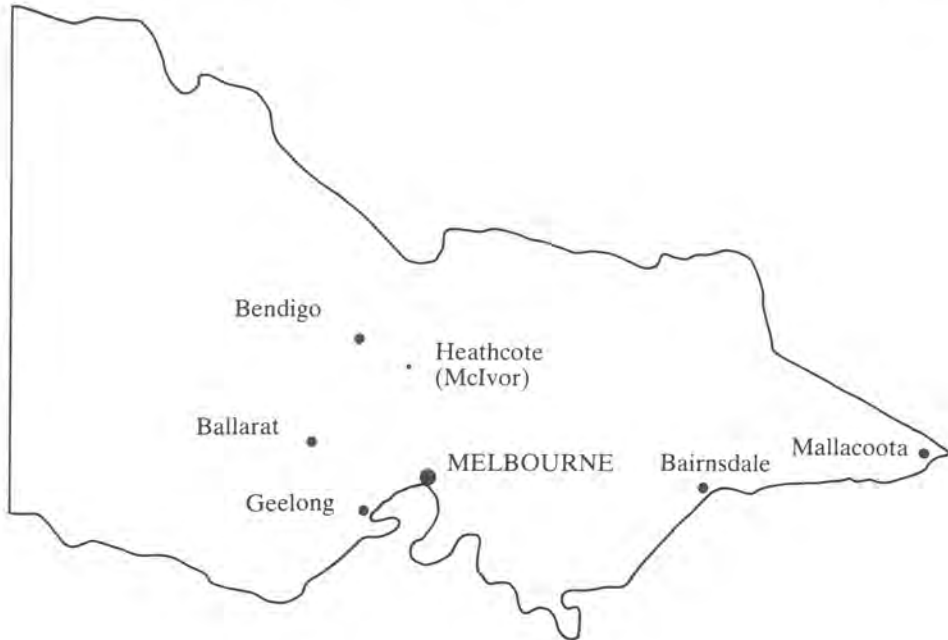 Bendigo
Heathcote
(McIvor)
Ballarat
MELBOURNE
Mallacoota
Bairnsdale
Geelong